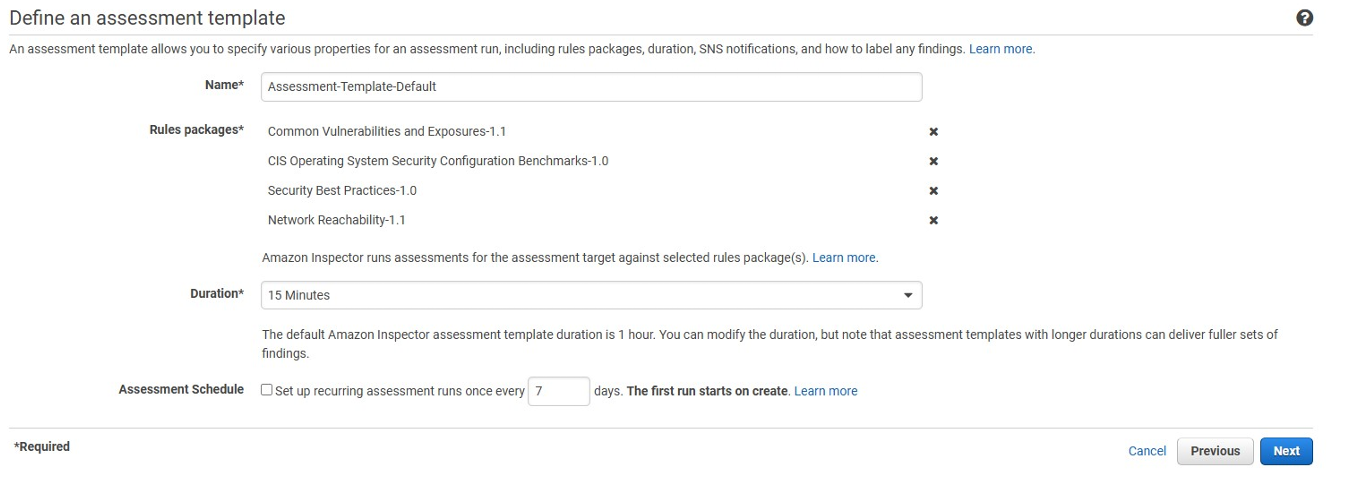 Define an assessment template
An assessment template allows you to specify various properties for an assessment run, including rules packages, duration, SNS notifications, and how to label any findings. Learn more.
Name* Assessment-Template-Default
Rules packages* Common Vulnerabilities and Exposures-1.1
CIS Operating System Security Configuration Benchmarks-1.0
Security Best Practices-1.0
Network Reachability-1.1
Amazon Inspector runs assessments for the assessment target against selected rules package(s). Learn more.
Duration* 15 Minutes
The default Amazon Inspector assessment template duration is 1 hour. You can modify the duration, but note that assessment templates with longer durations can deliver fuller sets of
findings.
Assessment Schedule Set up recurring assessment runs once every 7 days. The first run starts on create. Learn more
*Required Cancel Previous Next